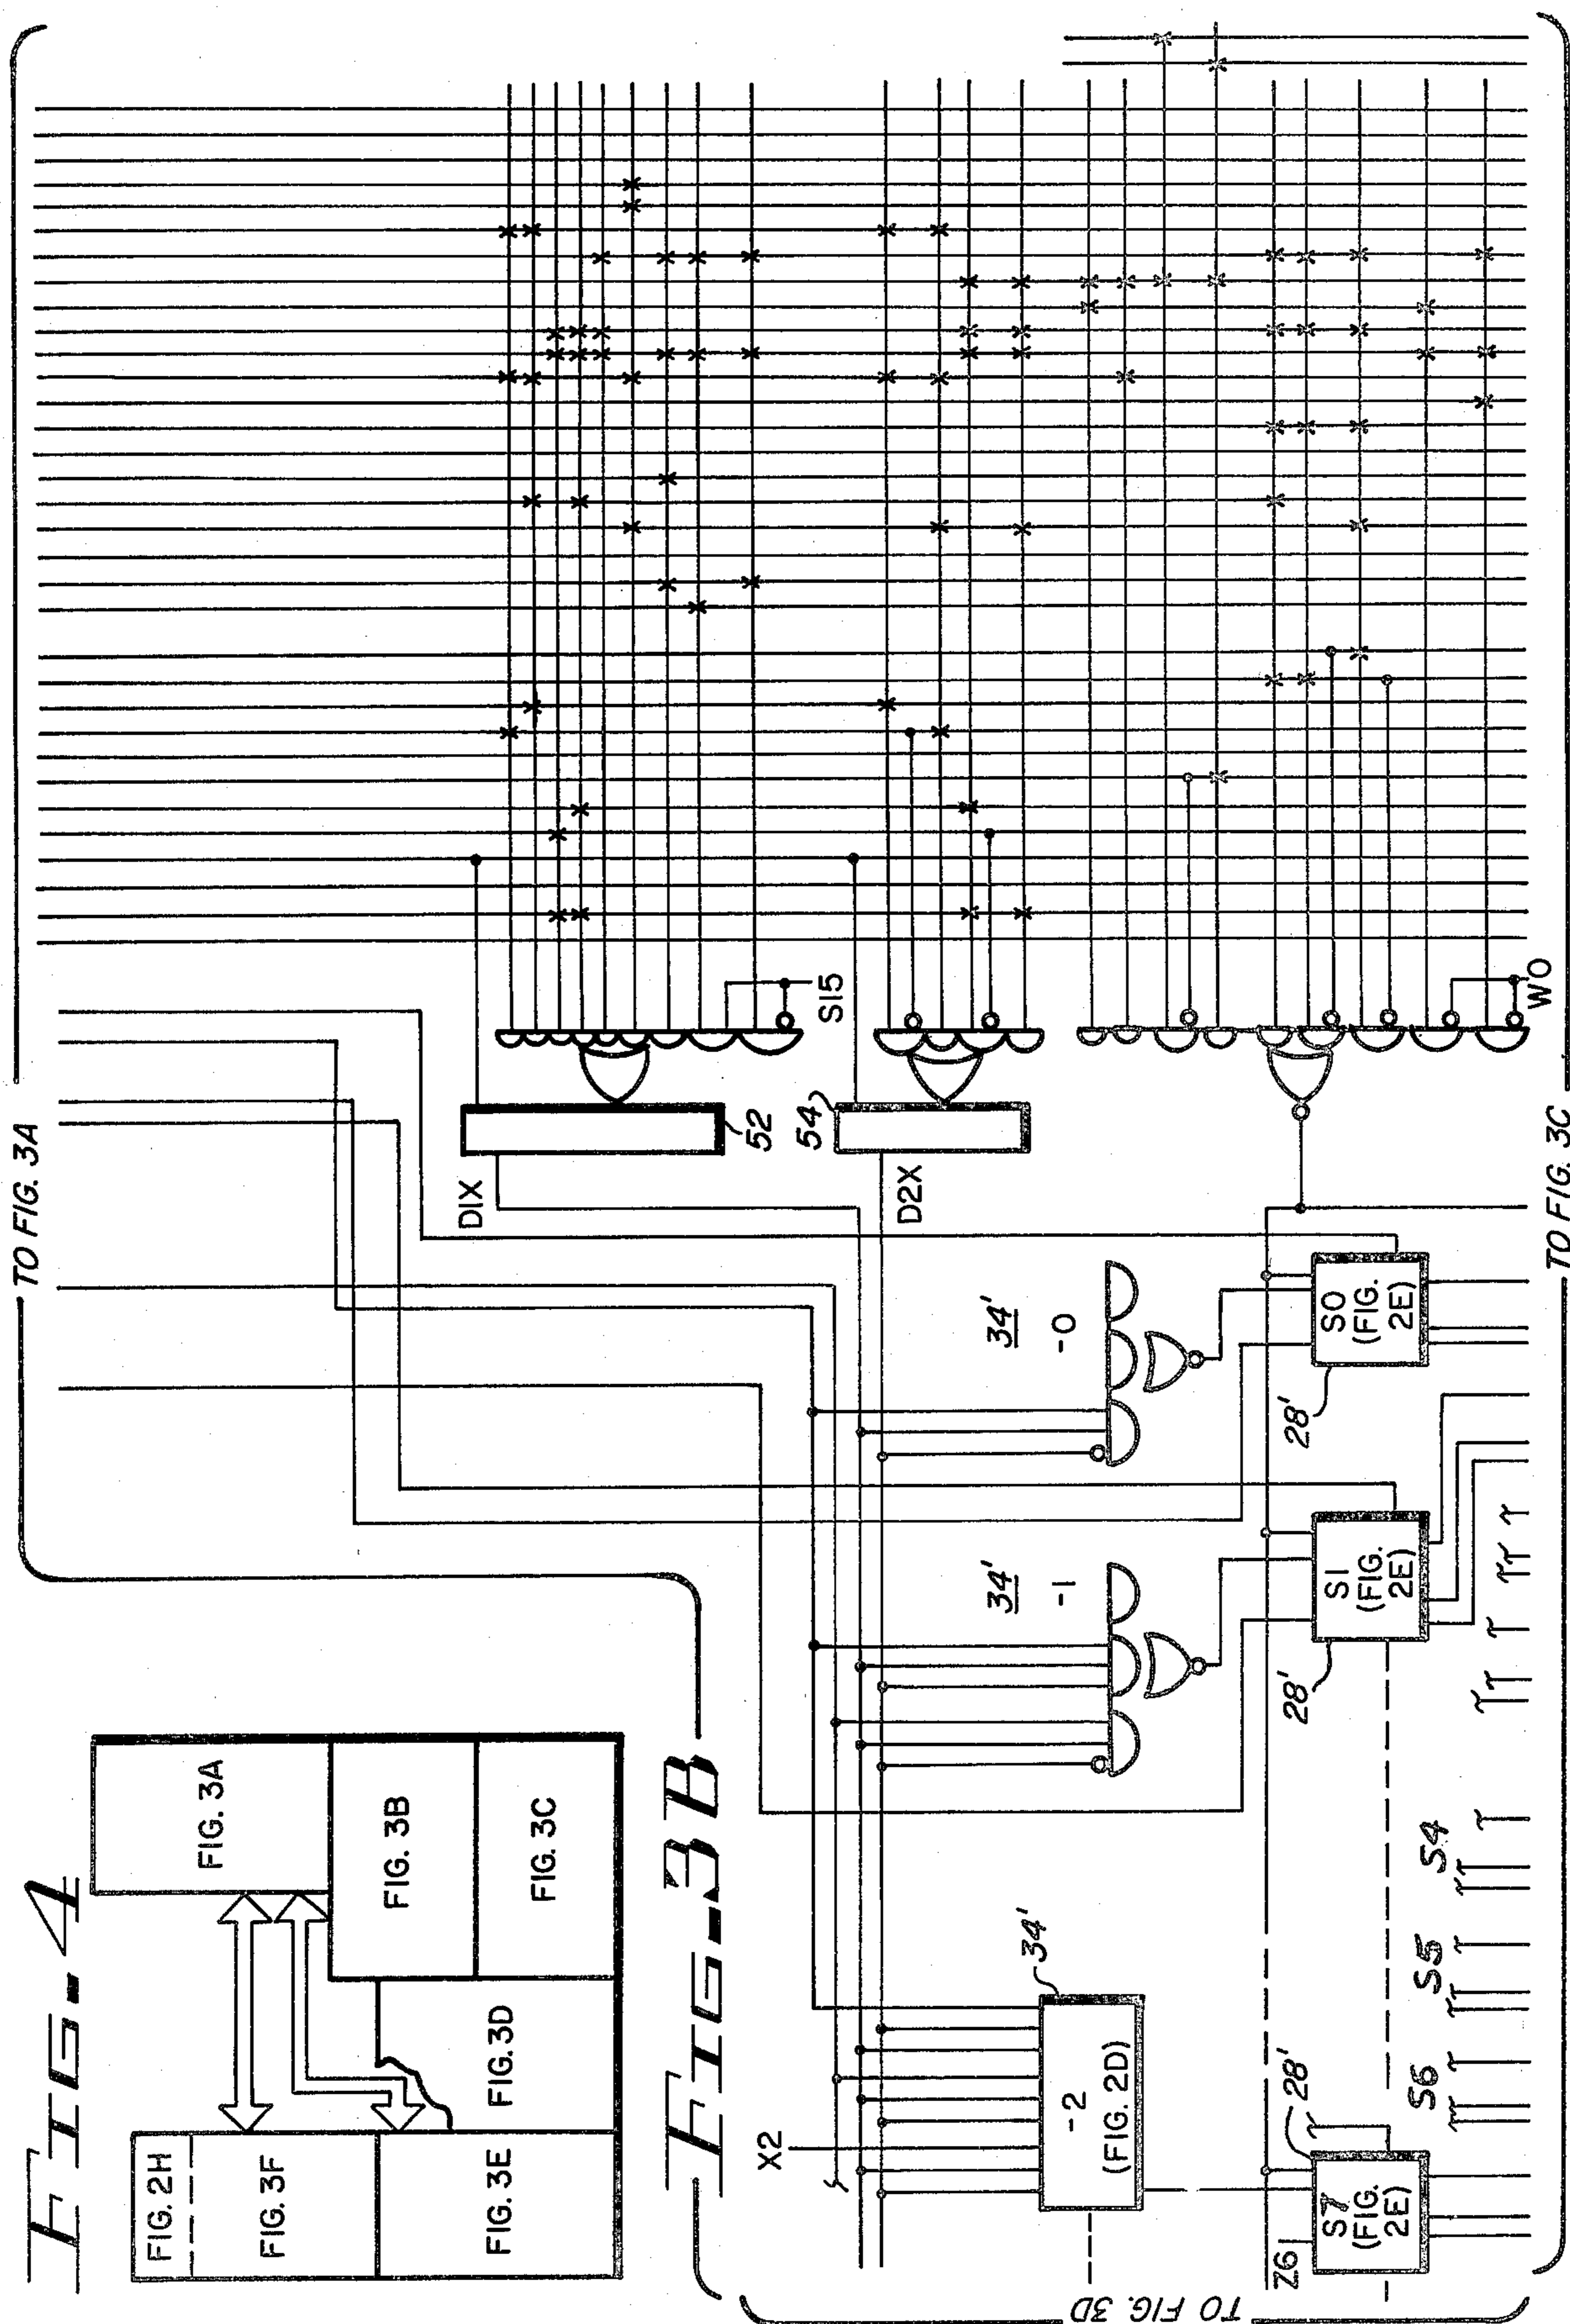 TO FIG. 3A
FIG. 4
FIG. 3A
FIG. 3B
FIG. 3C
FIG. 3D
FIG. 2H
FIG. 3F
FIG. 3E
FIG-3B
S15
W0
52
54
D1X
D2X
34'
-0
34'
-1
34'
-2
(FIG. 2D)
X2
S0
(FIG.
2E)
28'
S1
(FIG.
2E)
28'
S4
S5
S6
28'
S7
(FIG.
2E)
Z6
TO FIG. 3D
TO FIG. 3C